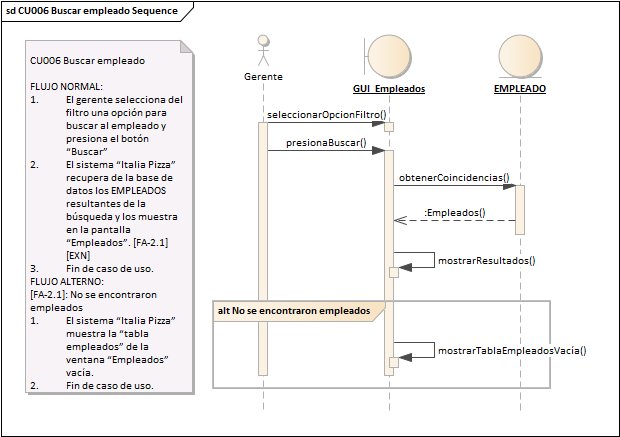 sd CU006 Buscar empleado Sequence
CU006 Buscar empleado
FLUJO NORMAL:
1. El gerente selecciona del
filtro una opción para
buscar al empleado y
presiona el botón
“Buscar”
2. El sistema “Italia Pizza”
recupera de la base de
datos los EMPLEADOS
resultantes de la
búsqueda y los muestra
en la pantalla
“Empleados”. [FA-2.1]
[EXN]
3. Fin de caso de uso.
FLUJO ALTERNO:
[FA-2.1]: No se encontraron
empleados
1. El sistema “Italia Pizza”
muestra la “tabla
empleados” de la
ventana “Empleados”
vacía.
2. Fin de caso de uso.
Gerente
GUI_Empleados
EMPLEADO
seleccionarOpcionFiltro()
presionaBuscar()
obtenerCoincidencias()
:Empleados()
mostrarResultados()
alt No se encontraron empleados
mostrarTablaEmpleadosVacía()